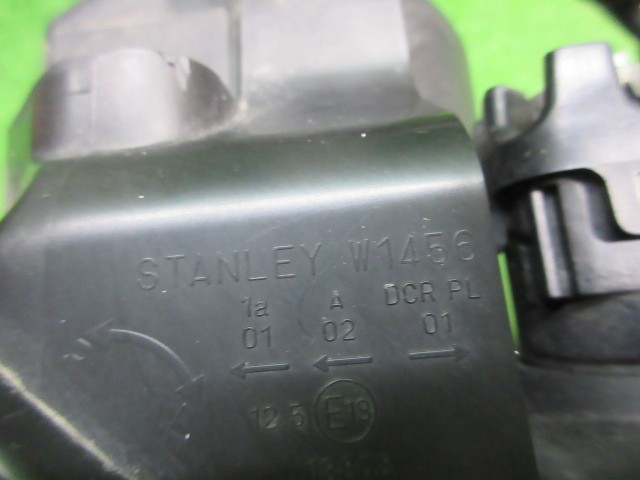 STANLEY W1456
1a A DCR PL
01 02 01
← ← →
12.5 E13